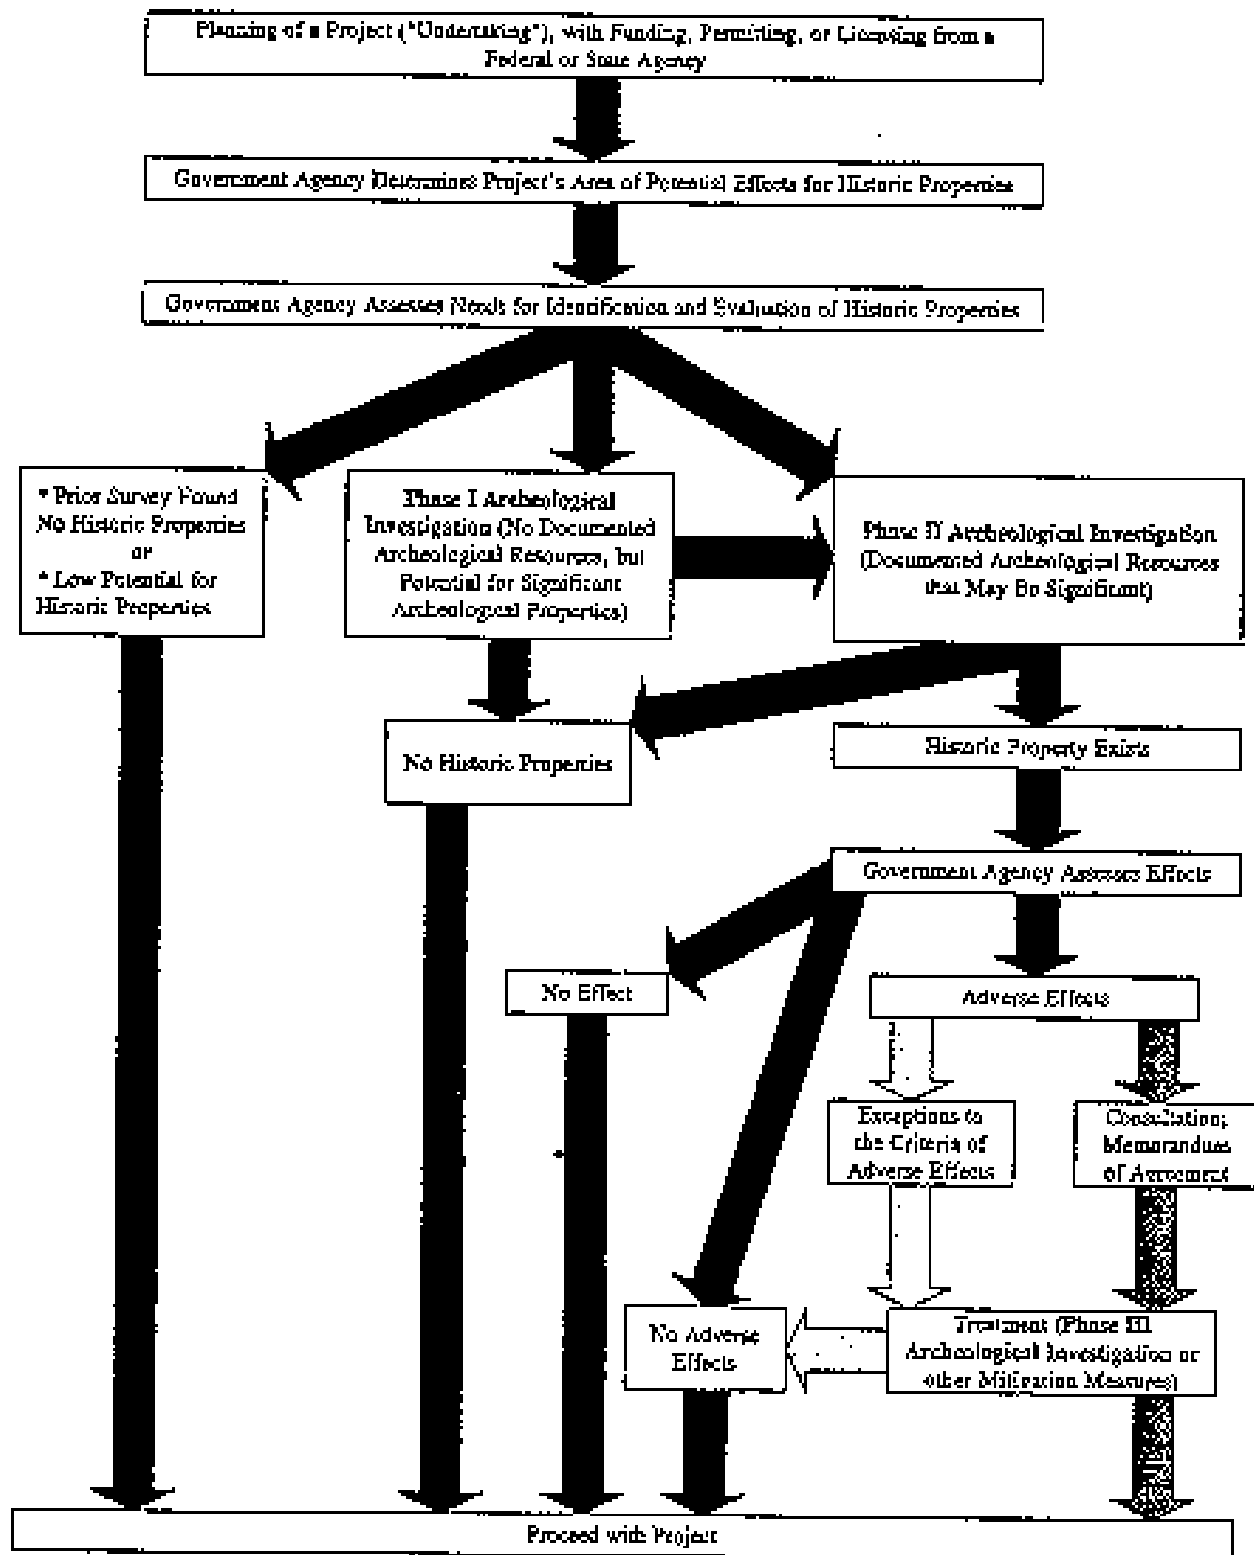 Planning of a Project ("Undertaking"), with Funding, Permitting, or Licensing from a
Federal or State Agency
Government Agency Determines Project's Area of Potential Effects for Historic Properties
Government Agency Assesses Needs for Identification and Evaluation of Historic Properties
* Prior Survey Found
No Historic Properties
or
* Low Potential for
Historic Properties
Phase I Archeological
Investigation (No Documented
Archeological Resources, but
Potential for Significant
Archeological Properties)
Phase II Archeological Investigation
(Documented Archeological Resources
that May Be Significant)
No Historic Properties
Historic Property Exists
Government Agency Assesses Effects
No Effect
Adverse Effects
Exceptions to
the Criteria of
Adverse Effects
Consultation;
Memorandum
of Agreement
No Adverse
Effects
Treatment (Phase III
Archeological Investigation or
other Mitigation Measures)
Proceed with Project